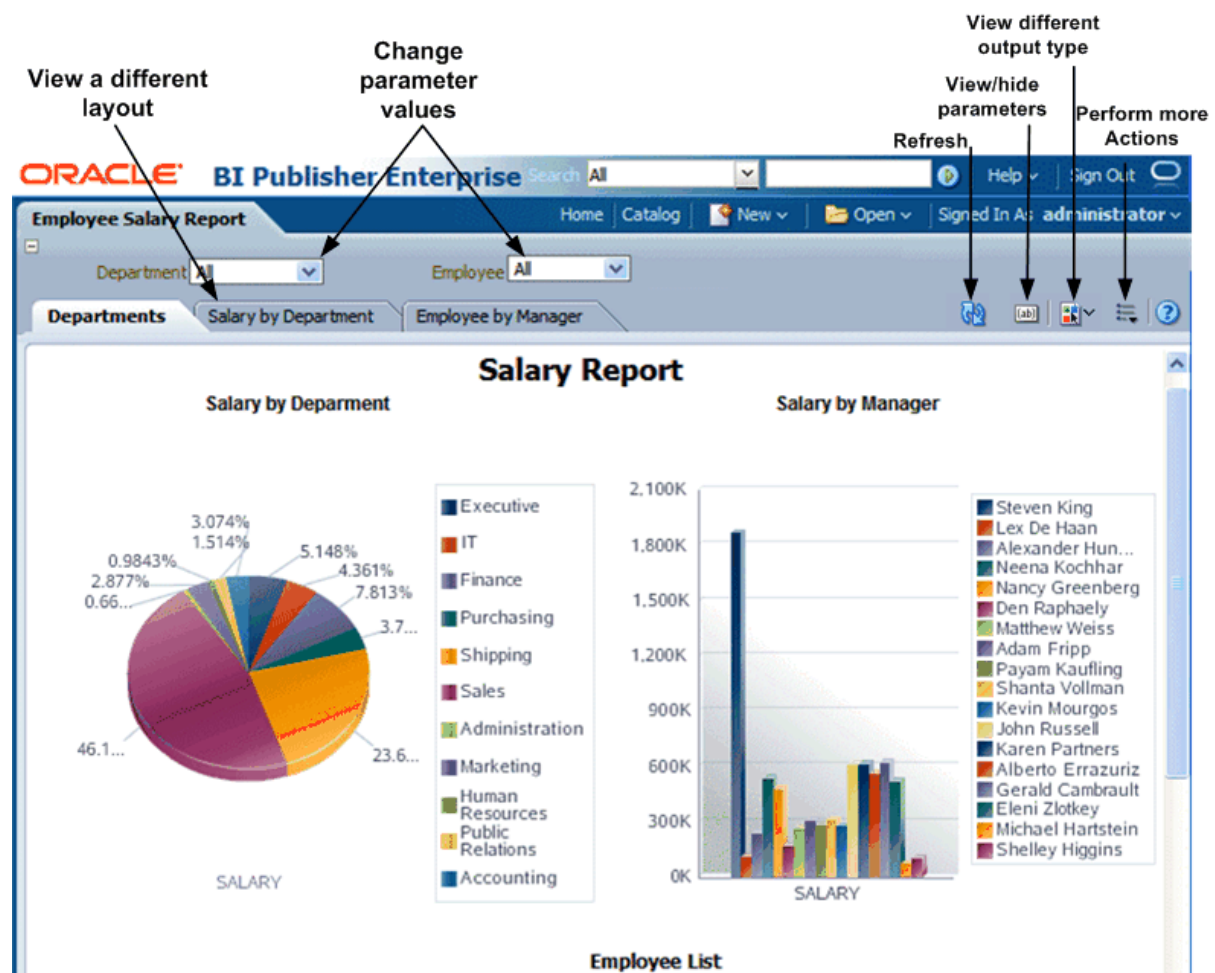 View different
output type
Change
parameter
values
View a different
layout
View/hide
parameters
Perform more
Actions
Refresh
ORACLE BI Publisher Enterprise Search All Help Sign Out
Employee Salary Report Home Catalog New Open Signed In As administrator
Department All Employee All
Departments Salary by Department Employee by Manager
Salary Report
Salary by Deparment Salary by Manager
3.074%
1.514%
0.9843%
2.877%
0.66...
5.148%
4.361%
7.813%
3.7...
46.1...
23.6...
SALARY
Executive
IT
Finance
Purchasing
Shipping
Sales
Administration
Marketing
Human
Resources
Public
Relations
Accounting
2,100K
1,800K
1,500K
1,200K
900K
600K
300K
0K
SALARY
Steven King
Lex De Haan
Alexander Hun...
Neena Kochhar
Nancy Greenberg
Den Raphaely
Matthew Weiss
Adam Fripp
Payam Kaufling
Shanta Vollman
Kevin Mourgos
John Russell
Karen Partners
Alberto Errazuriz
Gerald Cambrault
Eleni Zlotkey
Michael Hartstein
Shelley Higgins
Employee List